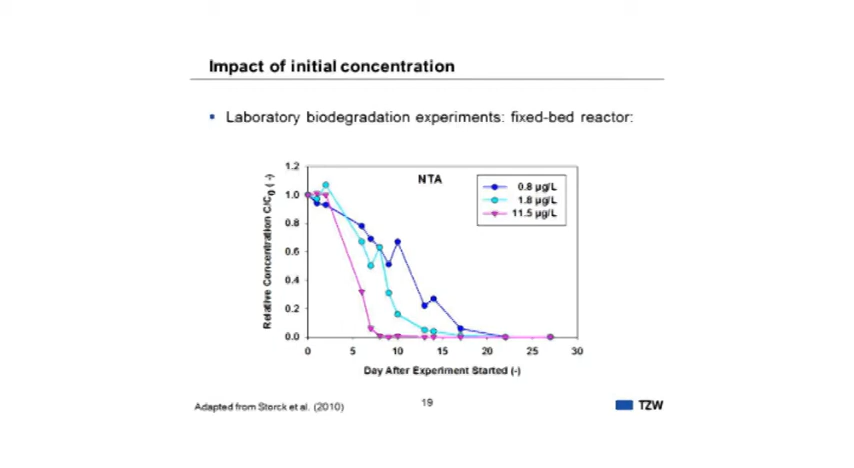 Impact of initial concentration
▪ Laboratory biodegradation experiments: fixed-bed reactor:
NTA
0.8 µg/L
1.8 µg/L
11.5 µg/L
Relative Concentration C/C0 (-)
1.2
1.0
0.8
0.6
0.4
0.2
0.0
0 5 10 15 20 25 30
Day After Experiment Started (-)
Adapted from Storck et al. (2010)
19
TZW